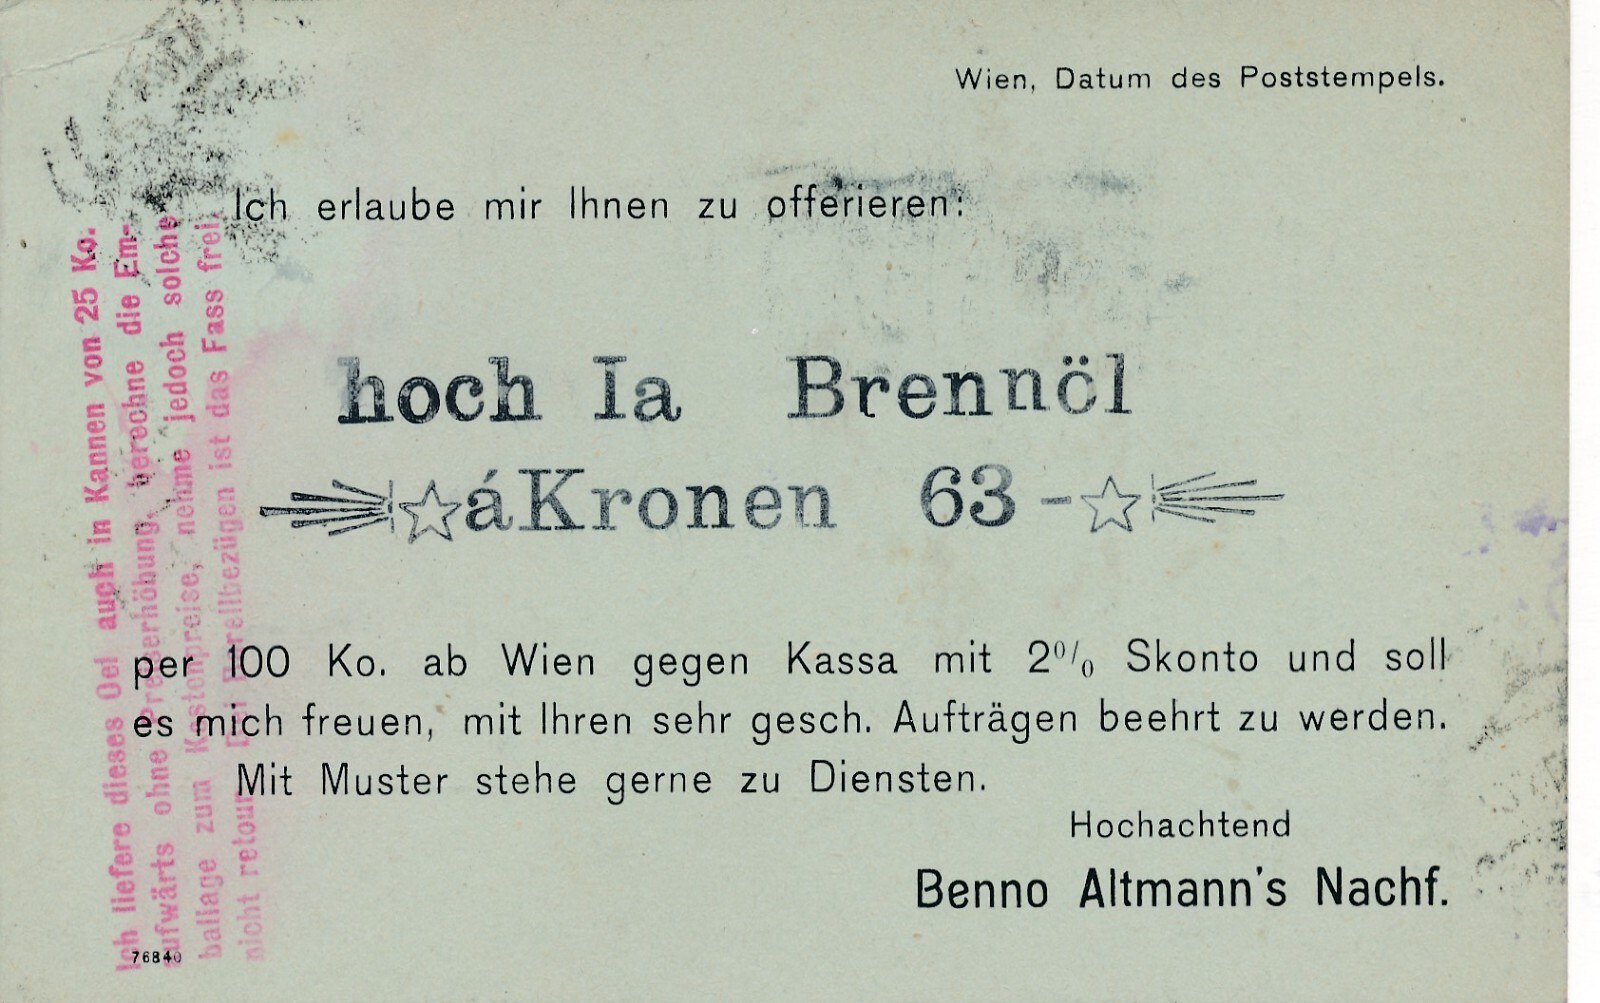 Wien, Datum des Poststempels.
Ich erlaube mir Ihnen zu offerieren:
hoch Ia Brennöl
áKronen 63-
per 100 Ko. ab Wien gegen Kassa mit 2% Skonto und soll
es mich freuen, mit Ihren sehr gesch. Aufträgen beehrt zu werden.
Mit Muster stehe gerne zu Diensten.
Hochachtend
Benno Altmann's Nachf.
76840
Ich liefere dieses Oel auch in Kannen von 25 Ko.
aufwärts ohne Preiserhöhung, berechne die Em-
ballage zum Kostenpreise, nehme jedoch solche
nicht retour. Bei Barrellbezügen ist das Fass frei.